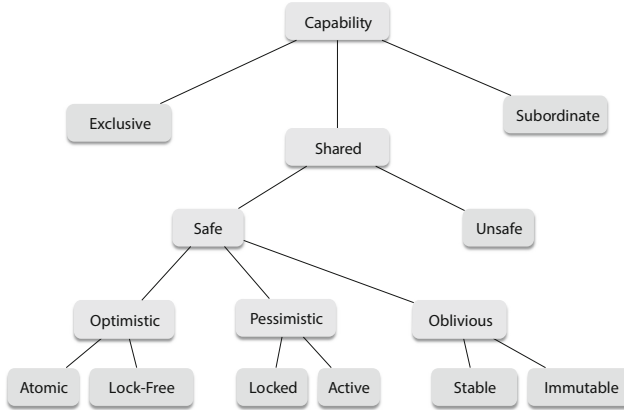 Capability
Exclusive
Subordinate
Shared
Safe
Unsafe
Optimistic
Pessimistic
Oblivious
Atomic
Lock-Free
Locked
Active
Stable
Immutable